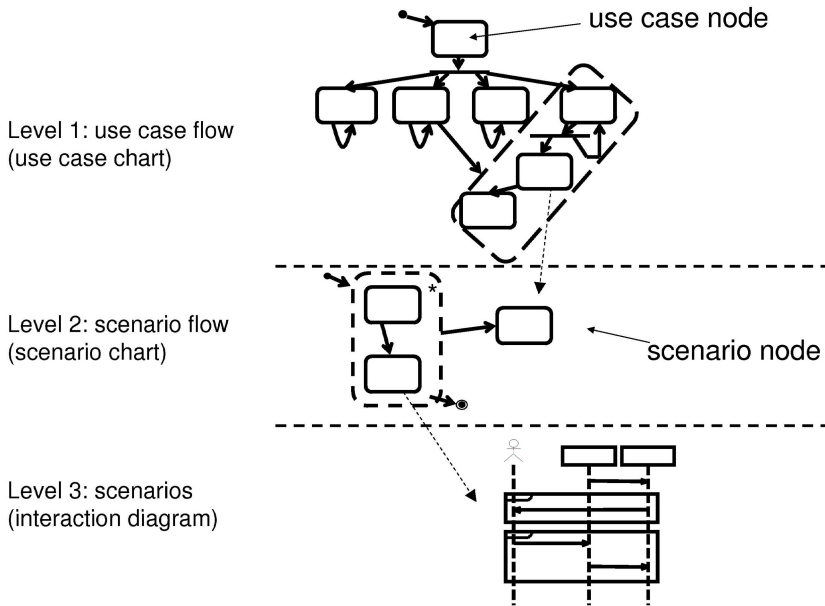 use case node
Level 1: use case flow
(use case chart)
*
Level 2: scenario flow
(scenario chart)
scenario node
Level 3: scenarios
(interaction diagram)